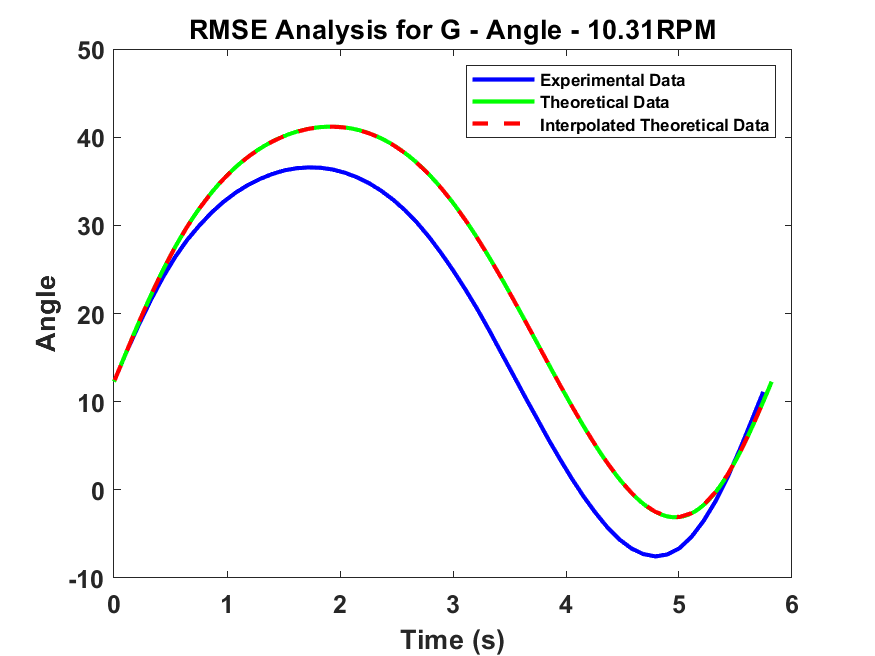 RMSE Analysis for G - Angle - 10.31RPM
50
40
30
20
10
0
-10
Angle
Experimental Data
Theoretical Data
Interpolated Theoretical Data
0 1 2 3 4 5 6
Time (s)